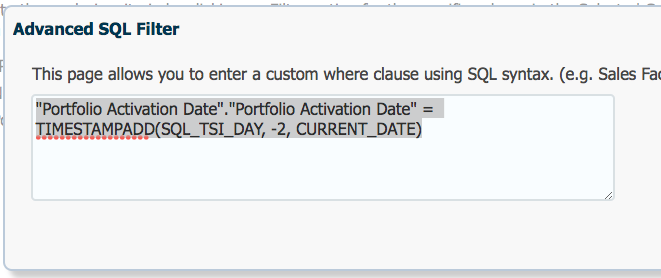 Advanced SQL Filter
This page allows you to enter a custom where clause using SQL syntax. (e.g. Sales Fac
"Portfolio Activation Date"."Portfolio Activation Date" =
TIMESTAMPADD(SQL_TSI_DAY, -2, CURRENT_DATE)